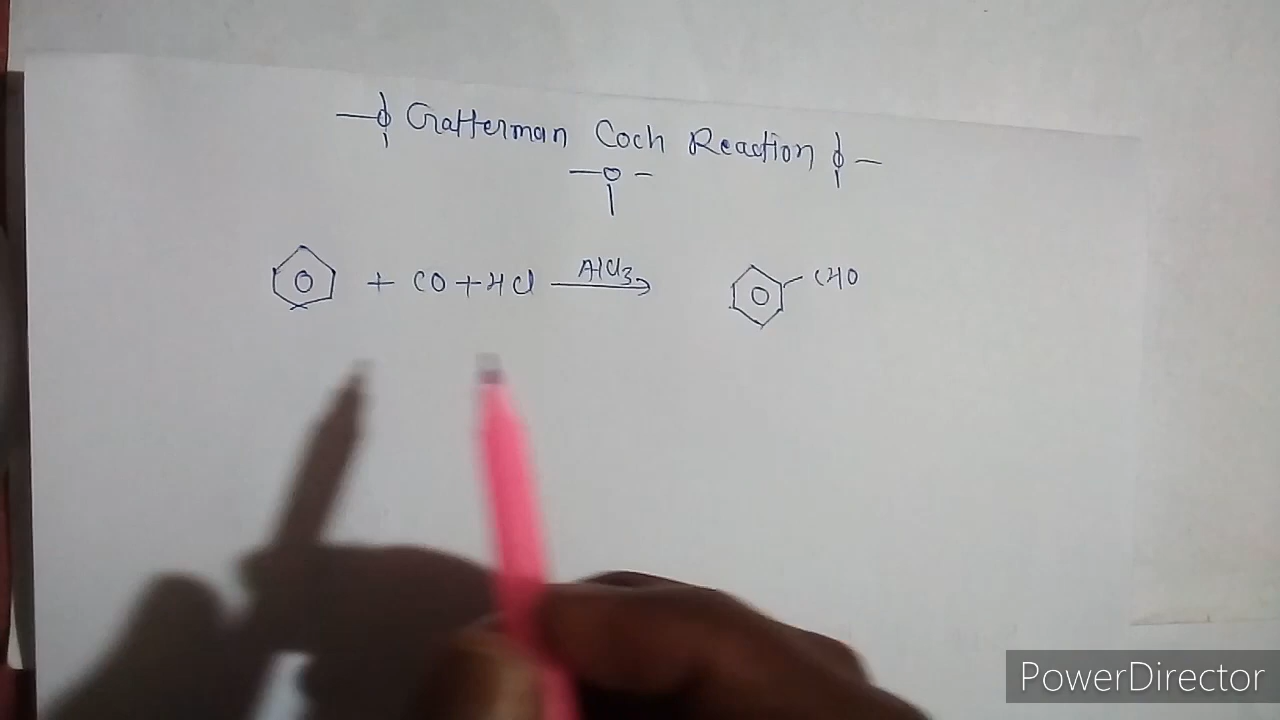 Gatterman Coch Reaction
+ CO + HCl AlCl3 CHO
PowerDirector